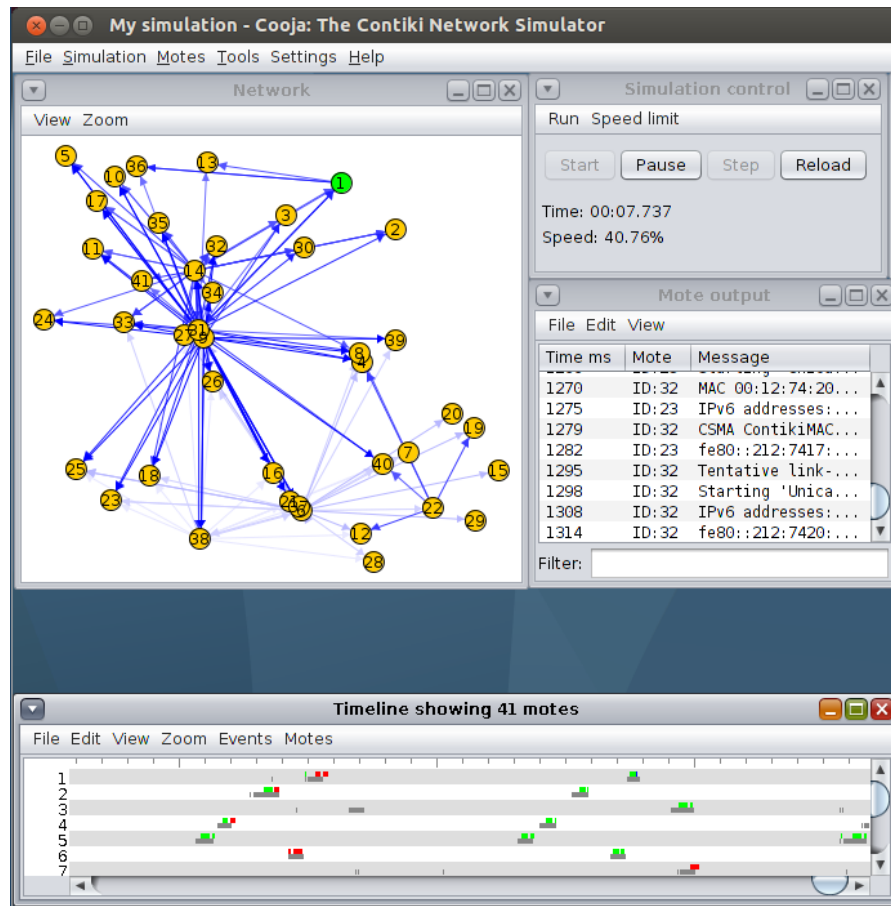 My simulation - Cooja: The Contiki Network Simulator
File Simulation Motes Tools Settings Help
Network
View Zoom
5
10
36
13
1
17
35
3
2
11
32
30
14
41
34
24
33
27
31
9
8
4
39
26
20
19
7
25
18
16
40
15
23
21
6
22
29
38
12
28
Simulation control
Run Speed limit
Start Pause Step Reload
Time: 00:07.737
Speed: 40.76%
Mote output
File Edit View
Time ms Mote Message
1270 ID:32 MAC 00:12:74:20...
1275 ID:23 IPv6 addresses:...
1279 ID:32 CSMA ContikiMAC...
1282 ID:23 fe80::212:7417:...
1295 ID:32 Tentative link-...
1298 ID:32 Starting 'Unica...
1308 ID:32 IPv6 addresses:...
1314 ID:32 fe80::212:7420:...
Filter:
Timeline showing 41 motes
File Edit View Zoom Events Motes
1
2
3
4
5
6
7